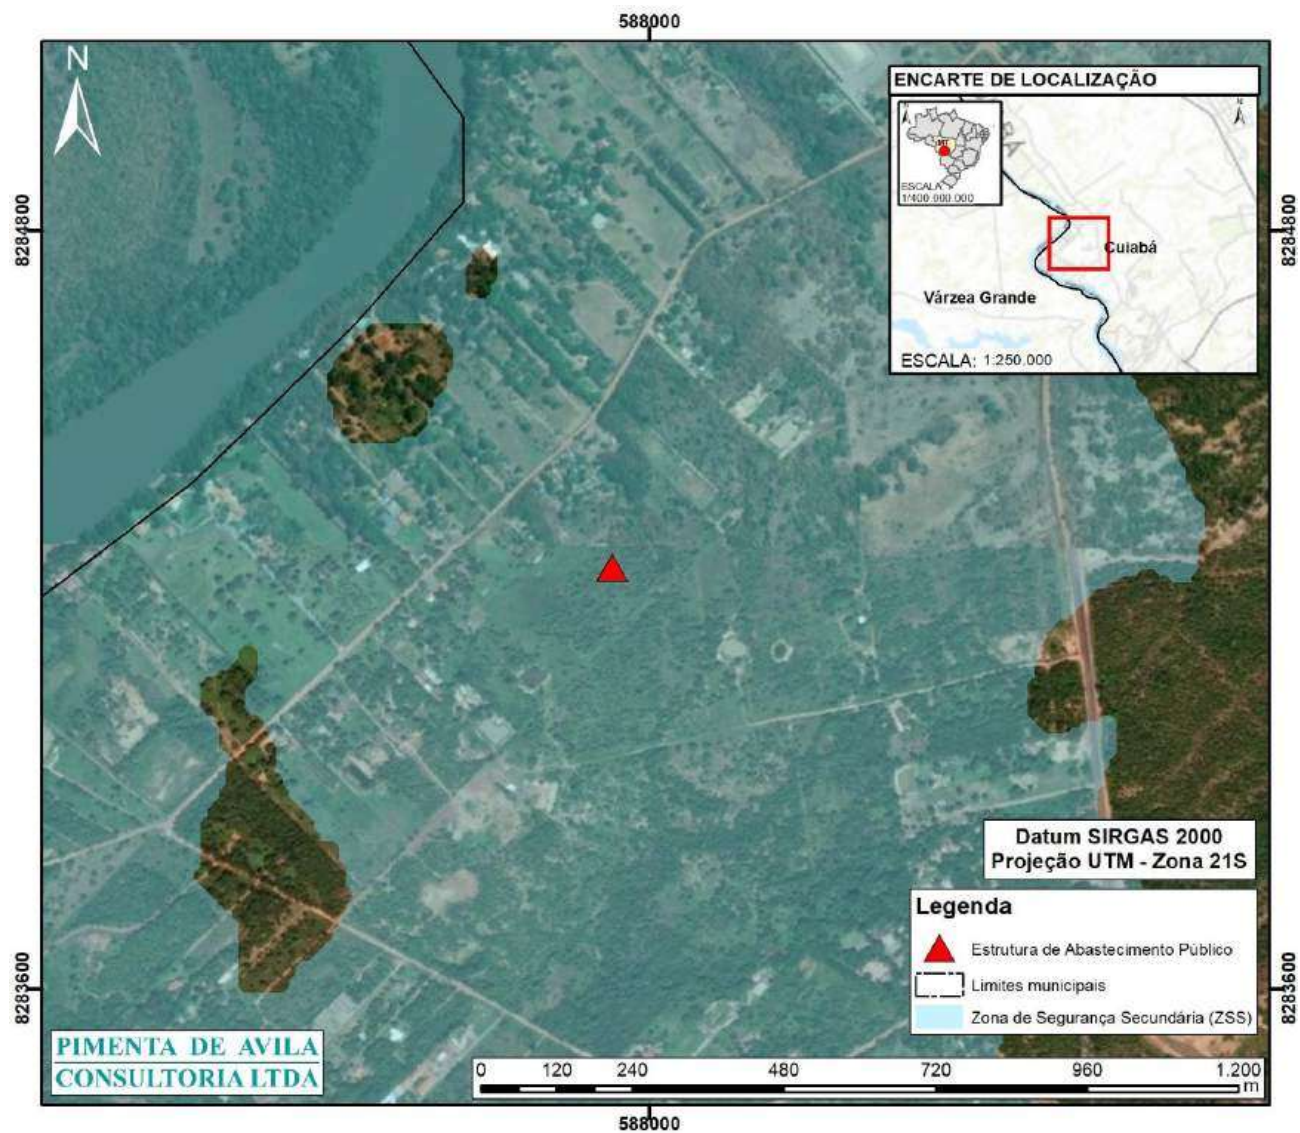 588000
N
ENCARTE DE LOCALIZAÇÃO
N
N
MT
ESCALA:
1/400.000.000
Cuiabá
Várzea Grande
ESCALA: 1:250.000
8284800
8284800
Datum SIRGAS 2000
Projeção UTM - Zona 21S
Legenda
Estrutura de Abastecimento Público
Limites municipais
Zona de Segurança Secundária (ZSS)
8283600
8283600
PIMENTA DE AVILA
CONSULTORIA LTDA
0 120 240 480 720 960 1.200
m
588000